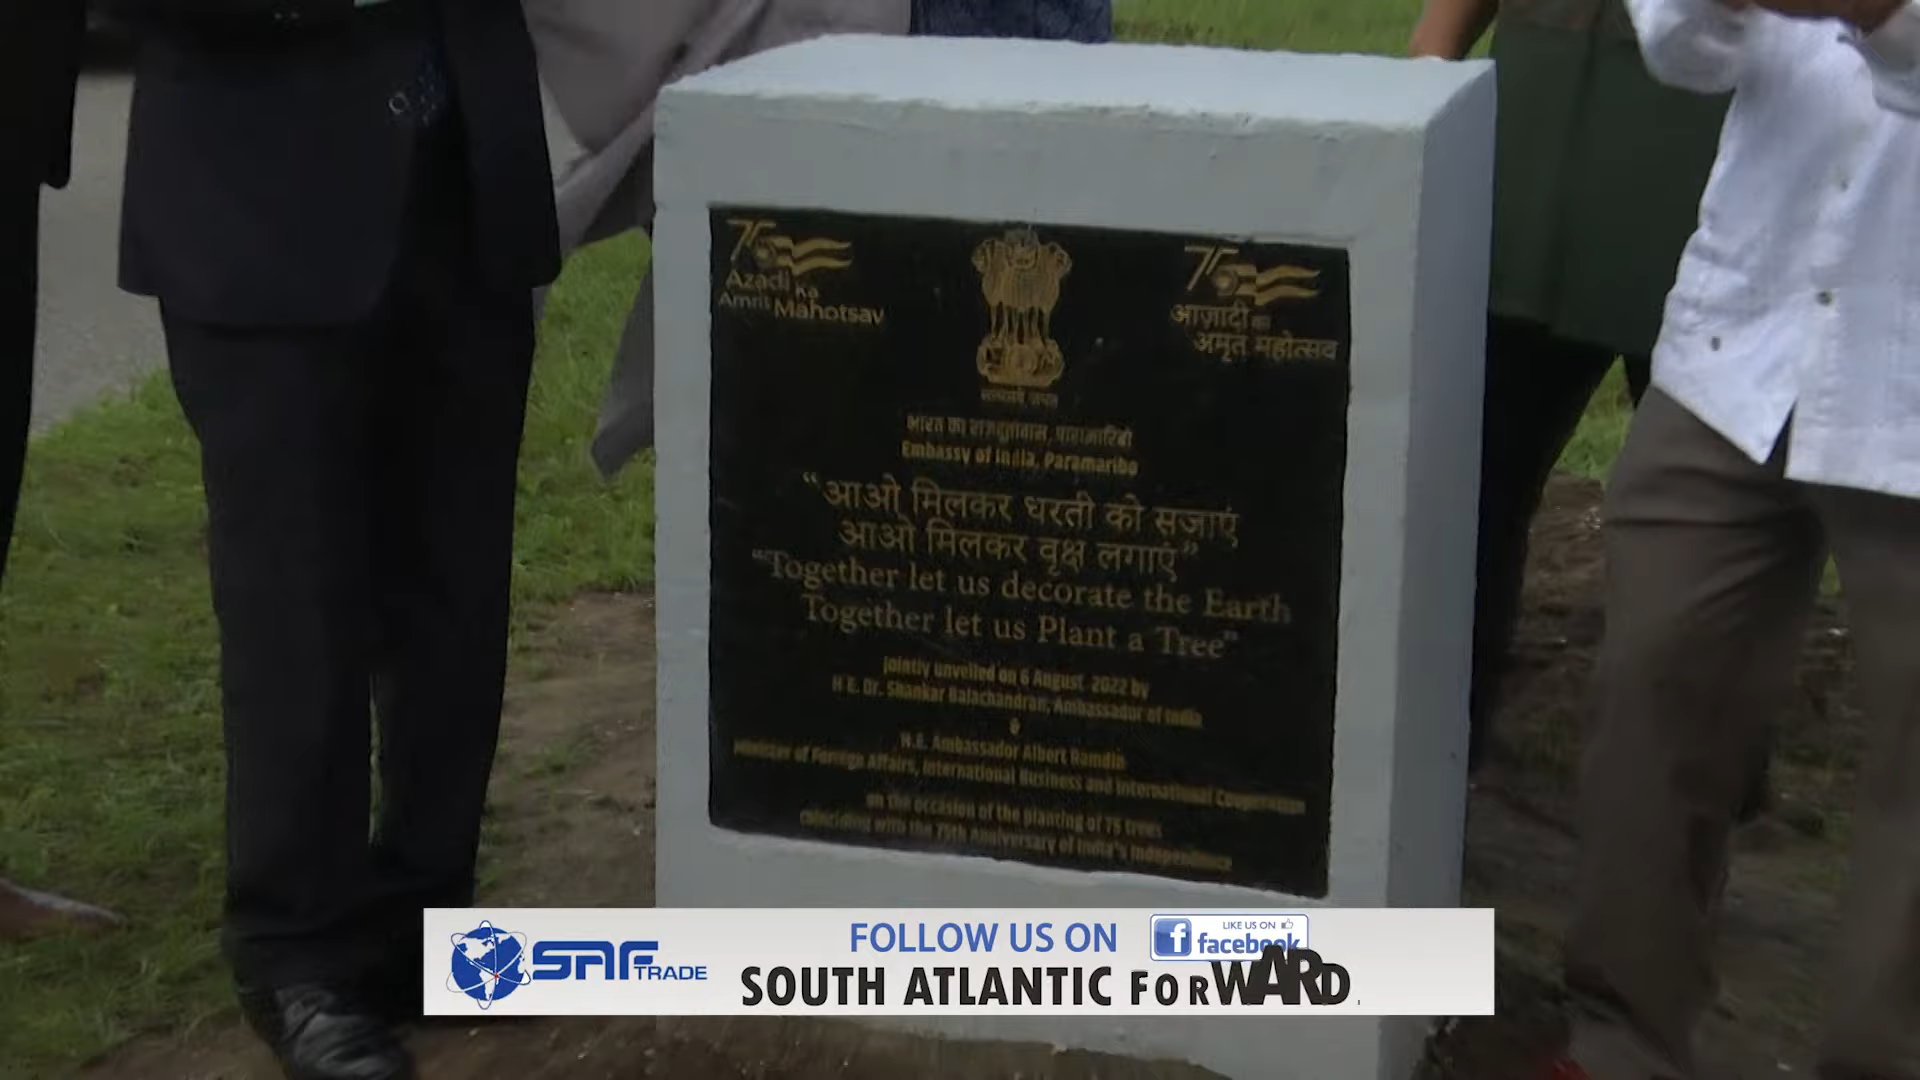 75
Azadi Ka
Amrit Mahotsav
75
आज़ादी का
अमृत महोत्सव
भारत का राजदूतावास, पारामारिबो
Embassy of India, Paramaribo
“आओ मिलकर धरती को सजाएं
आओ मिलकर वृक्ष लगाएं”
“Together let us decorate the Earth
Together let us Plant a Tree”
Jointly unveiled on 6 August 2022 by
H.E. Dr. Shankar Balachandran, Ambassador of India
&
H.E. Ambassador Albert Ramdin
Minister of Foreign Affairs, International Business and International Cooperation
on the occasion of the planting of 75 trees
coinciding with the 75th Anniversary of India's Independence
SAF TRADE
FOLLOW US ON
LIKE US ON
facebook
SOUTH ATLANTIC FORWARD